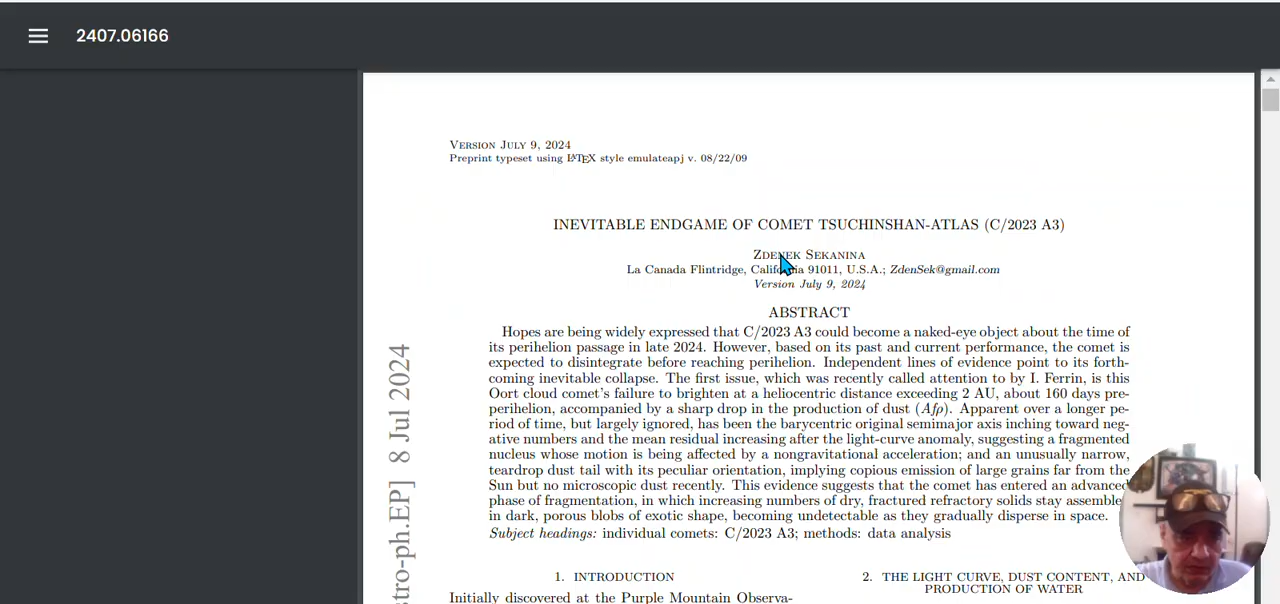 2407.06166
VERSION JULY 9, 2024
Preprint typeset using LATEX style emulateapj v. 08/22/09
INEVITABLE ENDGAME OF COMET TSUCHINSHAN-ATLAS (C/2023 A3)
ZDENEK SEKANINA
La Canada Flintridge, California 91011, U.S.A.; ZdenSek@gmail.com
Version July 9, 2024
ABSTRACT
Hopes are being widely expressed that C/2023 A3 could become a naked-eye object about the time of
its perihelion passage in late 2024. However, based on its past and current performance, the comet is
expected to disintegrate before reaching perihelion. Independent lines of evidence point to its forth-
coming inevitable collapse. The first issue, which was recently called attention to by I. Ferrin, is this
Oort cloud comet's failure to brighten at a heliocentric distance exceeding 2 AU, about 160 days pre-
perihelion, accompanied by a sharp drop in the production of dust (Afρ). Apparent over a longer pe-
riod of time, but largely ignored, has been the barycentric original semimajor axis inching toward neg-
ative numbers and the mean residual increasing after the light-curve anomaly, suggesting a fragmented
nucleus whose motion is being affected by a nongravitational acceleration; and an unusually narrow,
teardrop dust tail with its peculiar orientation, implying copious emission of large grains far from the
Sun but no microscopic dust recently. This evidence suggests that the comet has entered an advanced
phase of fragmentation, in which increasing numbers of dry, fractured refractory solids stay assemble
in dark, porous blobs of exotic shape, becoming undetectable as they gradually disperse in space.
Subject headings: individual comets: C/2023 A3; methods: data analysis
1. INTRODUCTION
Initially discovered at the Purple Mountain Observa-
2. THE LIGHT CURVE, DUST CONTENT, AND
PRODUCTION OF WATER
stro-ph.EP] 8 Jul 2024